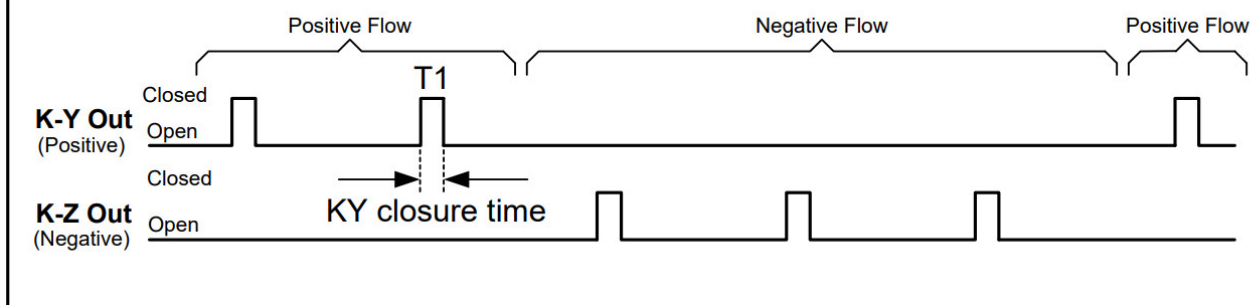 Positive Flow
Negative Flow
Positive Flow
T1
Closed
K-Y Out
Open
(Positive)
Closed
KY closure time
K-Z Out
Open
(Negative)